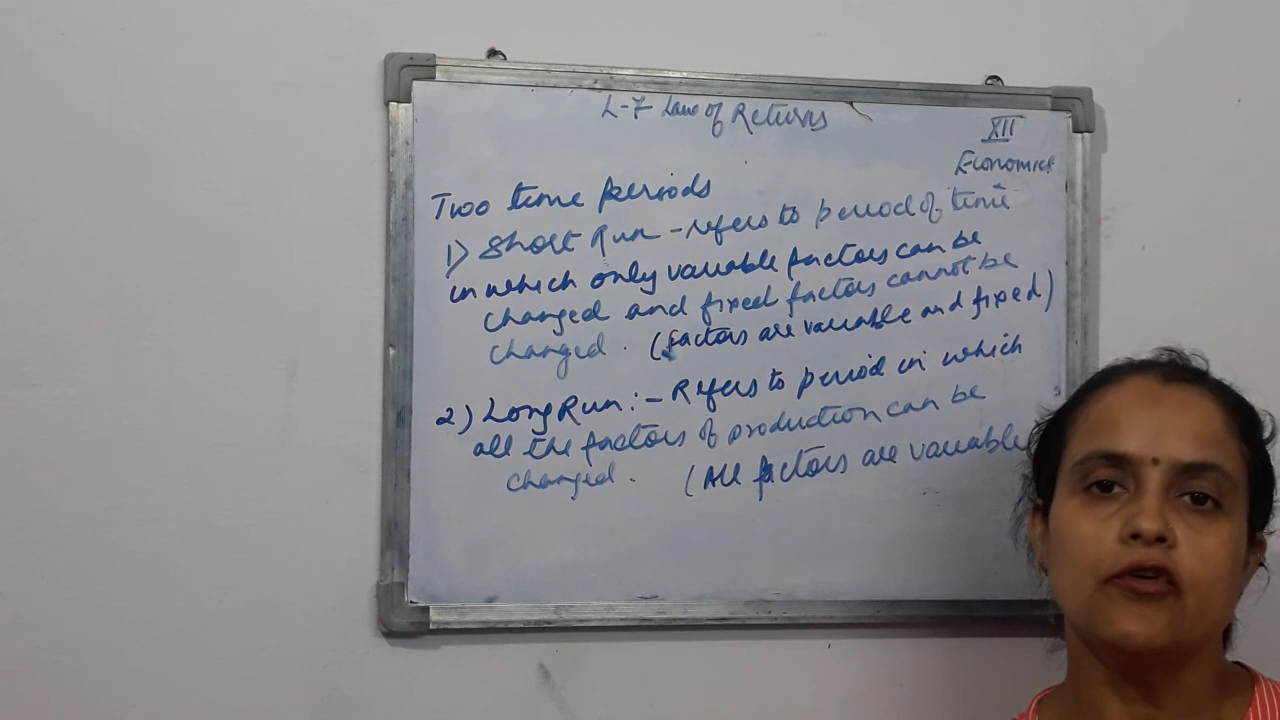 L-7 Law of Returns
XII
Economics
Two time periods
1) Short Run - refers to period of time
in which only variable factors can be
changed and fixed factors cannot be
changed. (factors are variable and fixed)
2) Long Run :- Refers to period in which
all the factors of production can be
changed. (All factors are variable